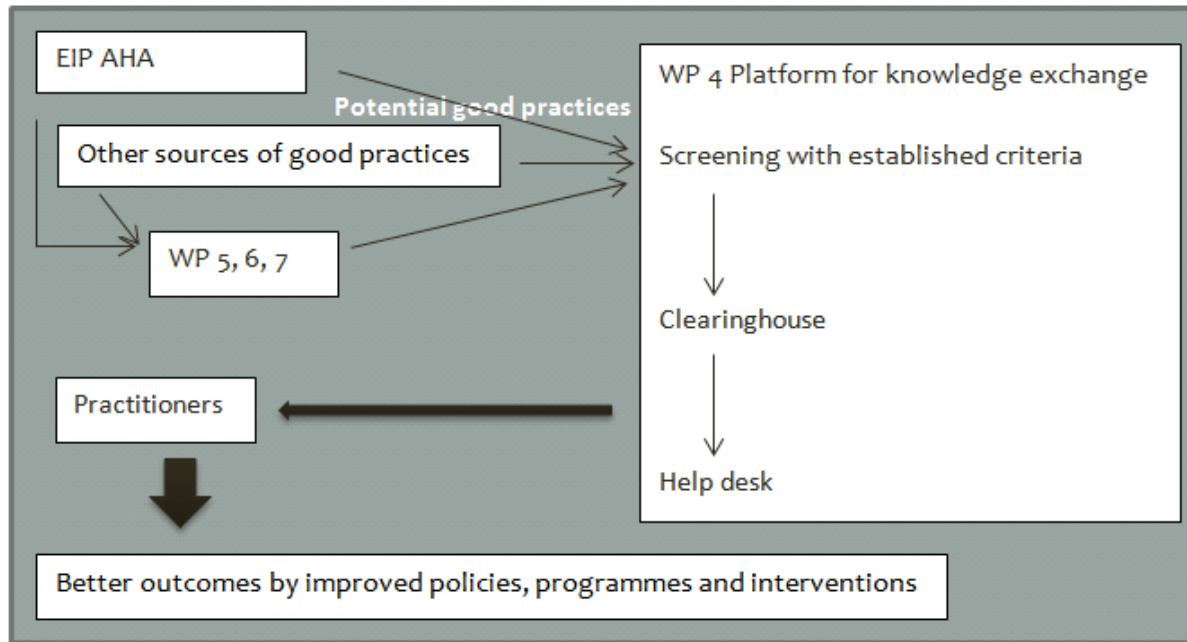 EIP AHA
Potential good practices
Other sources of good practices
WP 5, 6, 7
WP 4 Platform for knowledge exchange
Screening with established criteria
Clearinghouse
Help desk
Practitioners
Better outcomes by improved policies, programmes and interventions